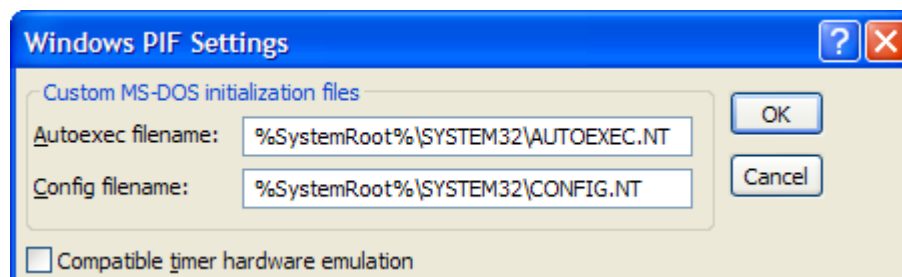 Windows PIF Settings
Custom MS-DOS initialization files
Autoexec filename: %SystemRoot%\SYSTEM32\AUTOEXEC.NT
OK
Config filename: %SystemRoot%\SYSTEM32\CONFIG.NT
Cancel
Compatible timer hardware emulation